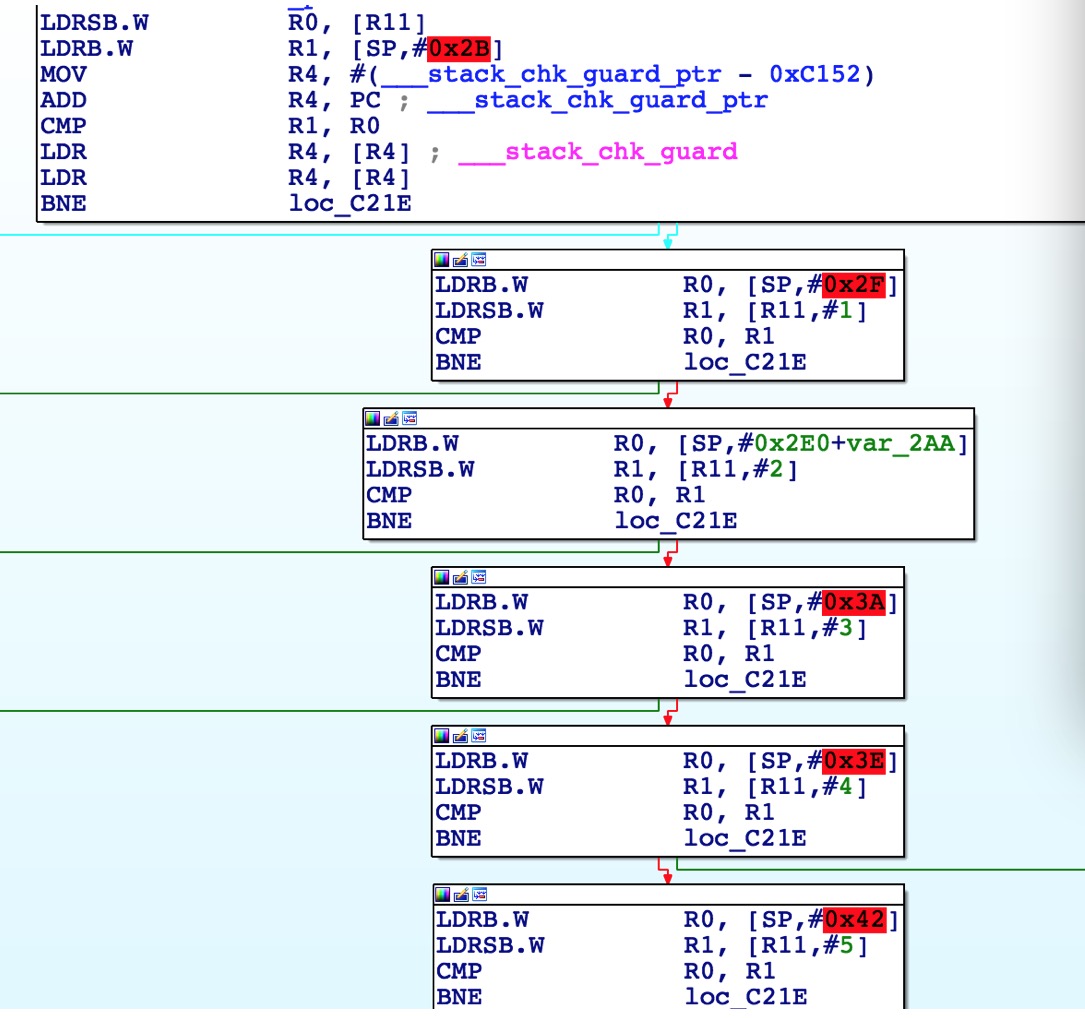 LDRSB.W R0, [R11]
LDRB.W R1, [SP,#0x2B]
MOV R4, #(___stack_chk_guard_ptr - 0xC152)
ADD R4, PC ; ___stack_chk_guard_ptr
CMP R1, R0
LDR R4, [R4] ; ___stack_chk_guard
LDR R4, [R4]
BNE loc_C21E
LDRB.W R0, [SP,#0x2F]
LDRSB.W R1, [R11,#1]
CMP R0, R1
BNE loc_C21E
LDRB.W R0, [SP,#0x2E0+var_2AA]
LDRSB.W R1, [R11,#2]
CMP R0, R1
BNE loc_C21E
LDRB.W R0, [SP,#0x3A]
LDRSB.W R1, [R11,#3]
CMP R0, R1
BNE loc_C21E
LDRB.W R0, [SP,#0x3E]
LDRSB.W R1, [R11,#4]
CMP R0, R1
BNE loc_C21E
LDRB.W R0, [SP,#0x42]
LDRSB.W R1, [R11,#5]
CMP R0, R1
BNE loc_C21E